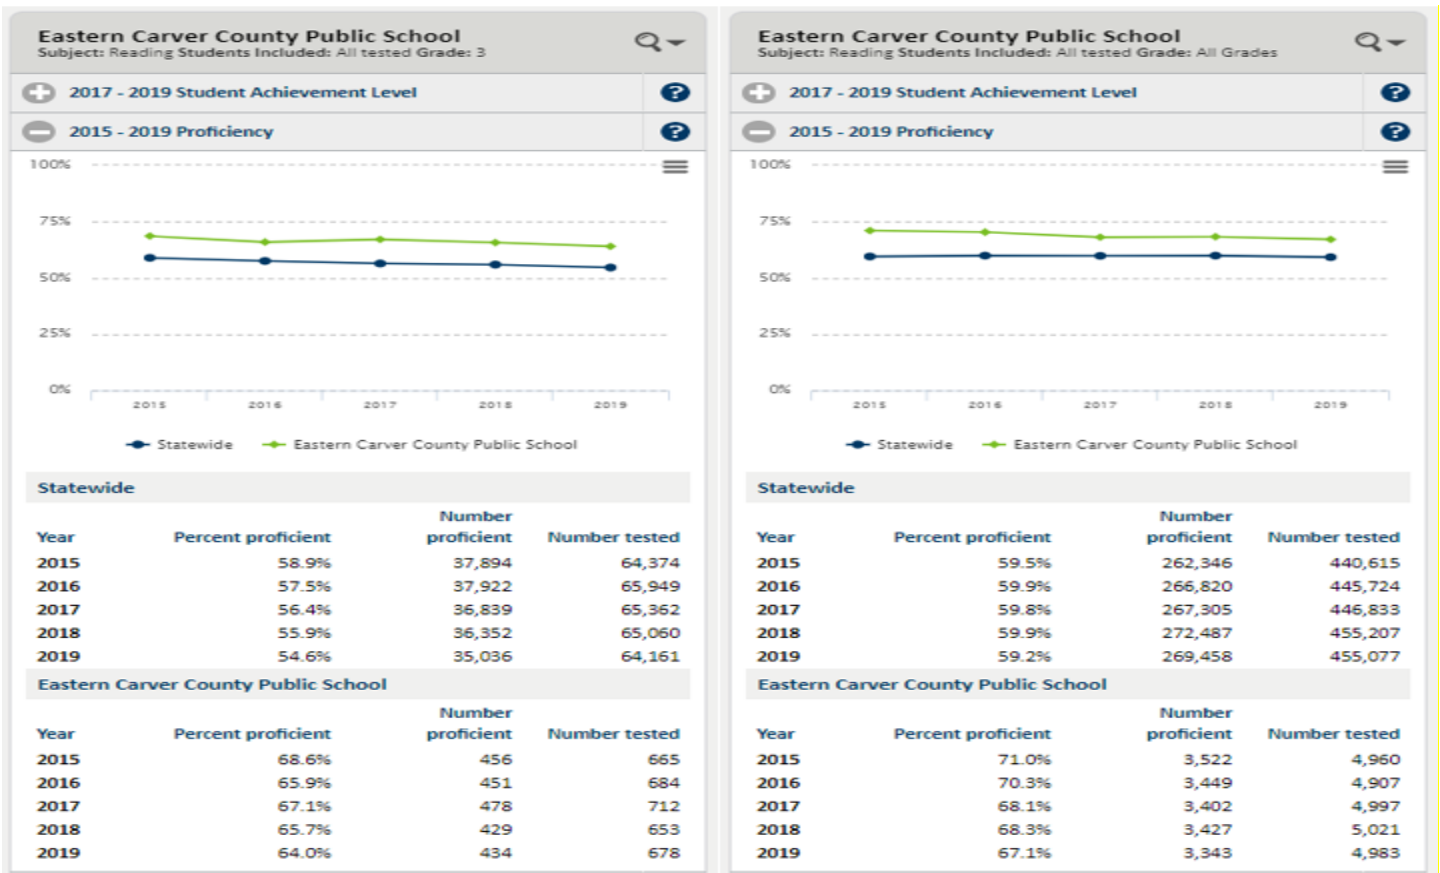 Eastern Carver County Public School
Subject: Reading Students Included: All tested Grade: 3
2017 - 2019 Student Achievement Level ?
2015 - 2019 Proficiency ?
100%
75%
50%
25%
0%
2015 2016 2017 2018 2019
Statewide Eastern Carver County Public School
Statewide
Year Percent proficient Number proficient Number tested
2015 58.9% 37,894 64,374
2016 57.5% 37,922 65,949
2017 56.4% 36,839 65,362
2018 55.9% 36,352 65,060
2019 54.6% 35,036 64,161
Eastern Carver County Public School
Year Percent proficient Number proficient Number tested
2015 68.6% 456 665
2016 65.9% 451 684
2017 67.1% 478 712
2018 65.7% 429 653
2019 64.0% 434 678
Eastern Carver County Public School
Subject: Reading Students Included: All tested Grade: All Grades
2017 - 2019 Student Achievement Level ?
2015 - 2019 Proficiency ?
100%
75%
50%
25%
0%
2015 2016 2017 2018 2019
Statewide Eastern Carver County Public School
Statewide
Year Percent proficient Number proficient Number tested
2015 59.5% 262,346 440,615
2016 59.9% 266,820 445,724
2017 59.8% 267,305 446,833
2018 59.9% 272,487 455,207
2019 59.2% 269,458 455,077
Eastern Carver County Public School
Year Percent proficient Number proficient Number tested
2015 71.0% 3,522 4,960
2016 70.3% 3,449 4,907
2017 68.1% 3,402 4,997
2018 68.3% 3,427 5,021
2019 67.1% 3,343 4,983